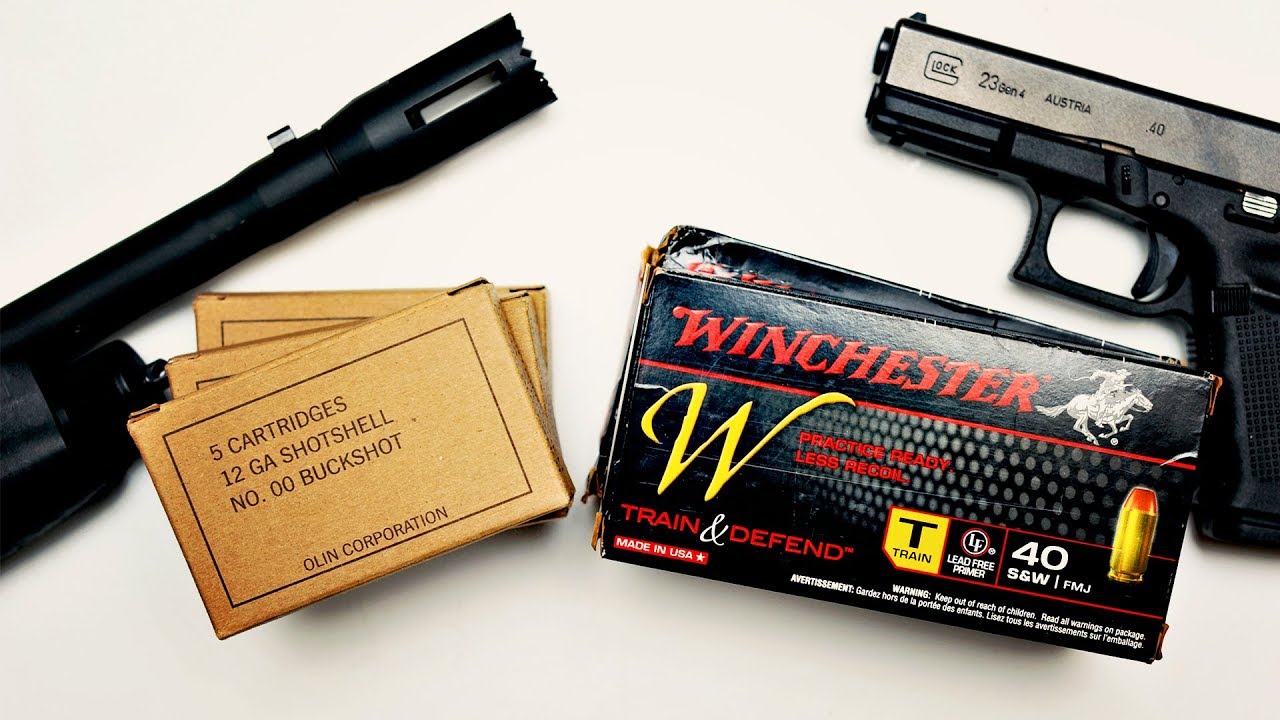 GLOCK
23 Gen4 AUSTRIA .40
5 CARTRIDGES
12 GA SHOTSHELL
NO. 00 BUCKSHOT
OLIN CORPORATION
WINCHESTER
W
PRACTICE READY.
LESS RECOIL.
TRAIN & DEFEND™
MADE IN USA
T
TRAIN
LF
LEAD FREE
PRIMER
40
S&W | FMJ
WARNING: Keep out of reach of children. Read all warnings on package.
AVERTISSEMENT: Gardez hors de la portée des enfants. Lisez tous les avertissements sur l'emballage.